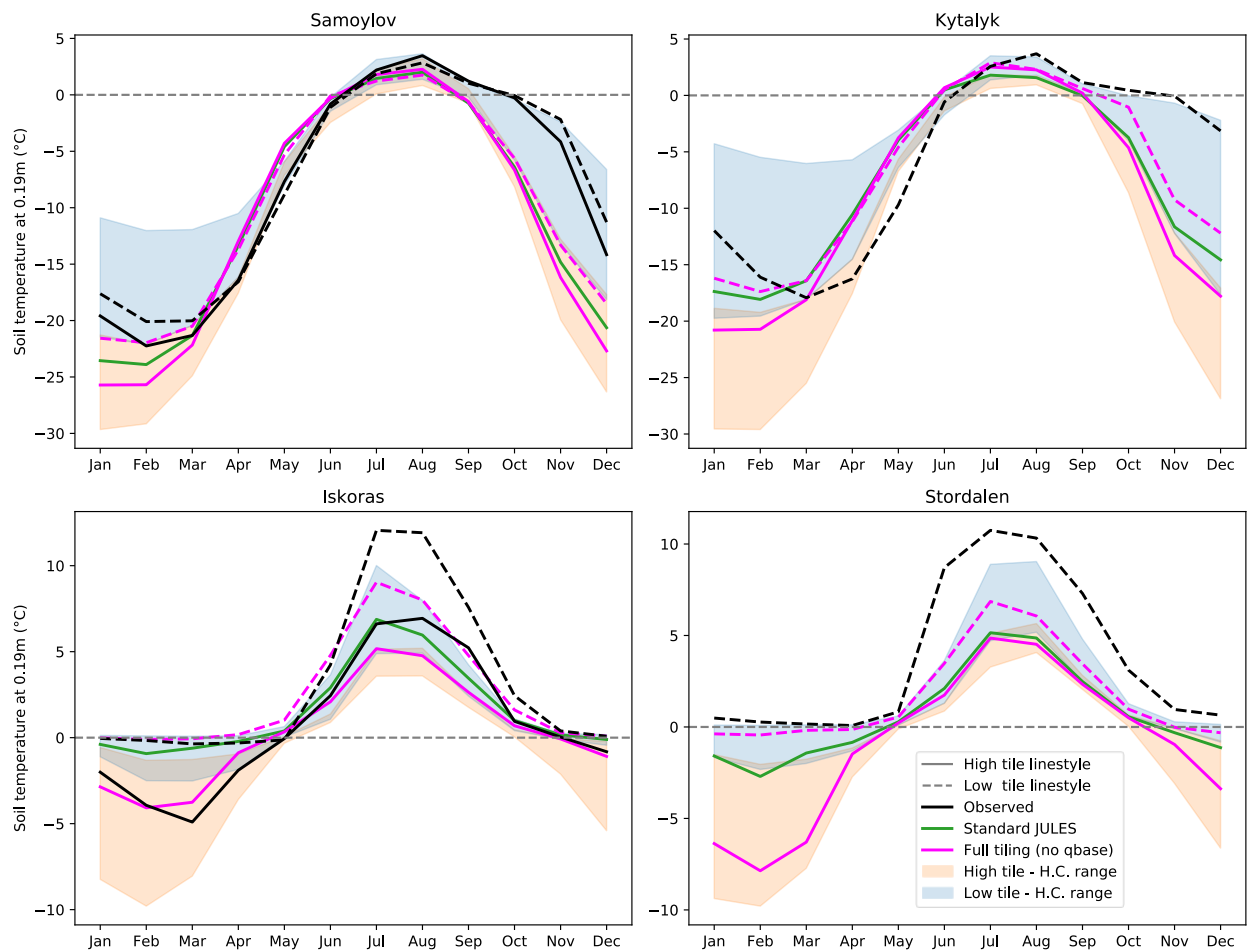 Samoylov
Kytalyk
Soil temperature at 0.19m (°C)
5
0
−5
−10
−15
−20
−25
−30
Jan Feb Mar Apr May Jun Jul Aug Sep Oct Nov Dec
5
0
−5
−10
−15
−20
−25
−30
Jan Feb Mar Apr May Jun Jul Aug Sep Oct Nov Dec
Iskoras
Stordalen
Soil temperature at 0.19m (°C)
10
5
0
−5
−10
Jan Feb Mar Apr May Jun Jul Aug Sep Oct Nov Dec
10
5
0
−5
−10
High tile linestyle
Low tile linestyle
Observed
Standard JULES
Full tiling (no qbase)
High tile - H.C. range
Low tile - H.C. range
Jan Feb Mar Apr May Jun Jul Aug Sep Oct Nov Dec